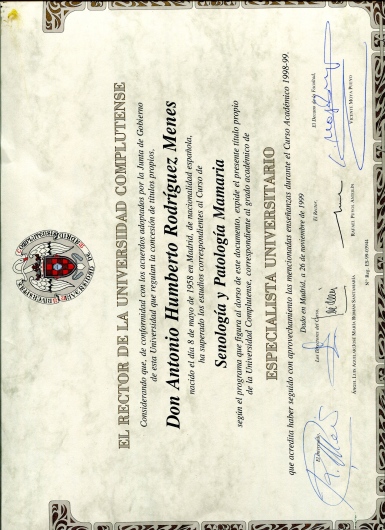 EL RECTOR DE LA UNIVERSIDAD COMPLUTENSE
Considerando que, de conformidad con los acuerdos adoptados por la Junta de Gobierno
de esta Universidad que regulan la concesión de títulos propios,
Don Antonio Humberto Rodríguez Menes
nacido el día 8 de mayo de 1958 en Madrid, de nacionalidad española,
ha superado los estudios correspondientes al Curso de
Senología y Patología Mamaria
según el programa que figura al dorso de este documento, expide el presente título propio
de la Universidad Complutense, correspondiente al grado académico de
ESPECIALISTA UNIVERSITARIO
que acredita haber seguido con aprovechamiento las mencionadas enseñanzas durante el Curso Académico 1998-99.
Dado en Madrid, a 26 de noviembre de 1999
El Interesado,
Los Directores del Curso,
El Rector,
El Decano de la Facultad,
RAFAEL PUYOL ANTOLÍN
VICENTE MOYA PUEYO
Nº Reg.